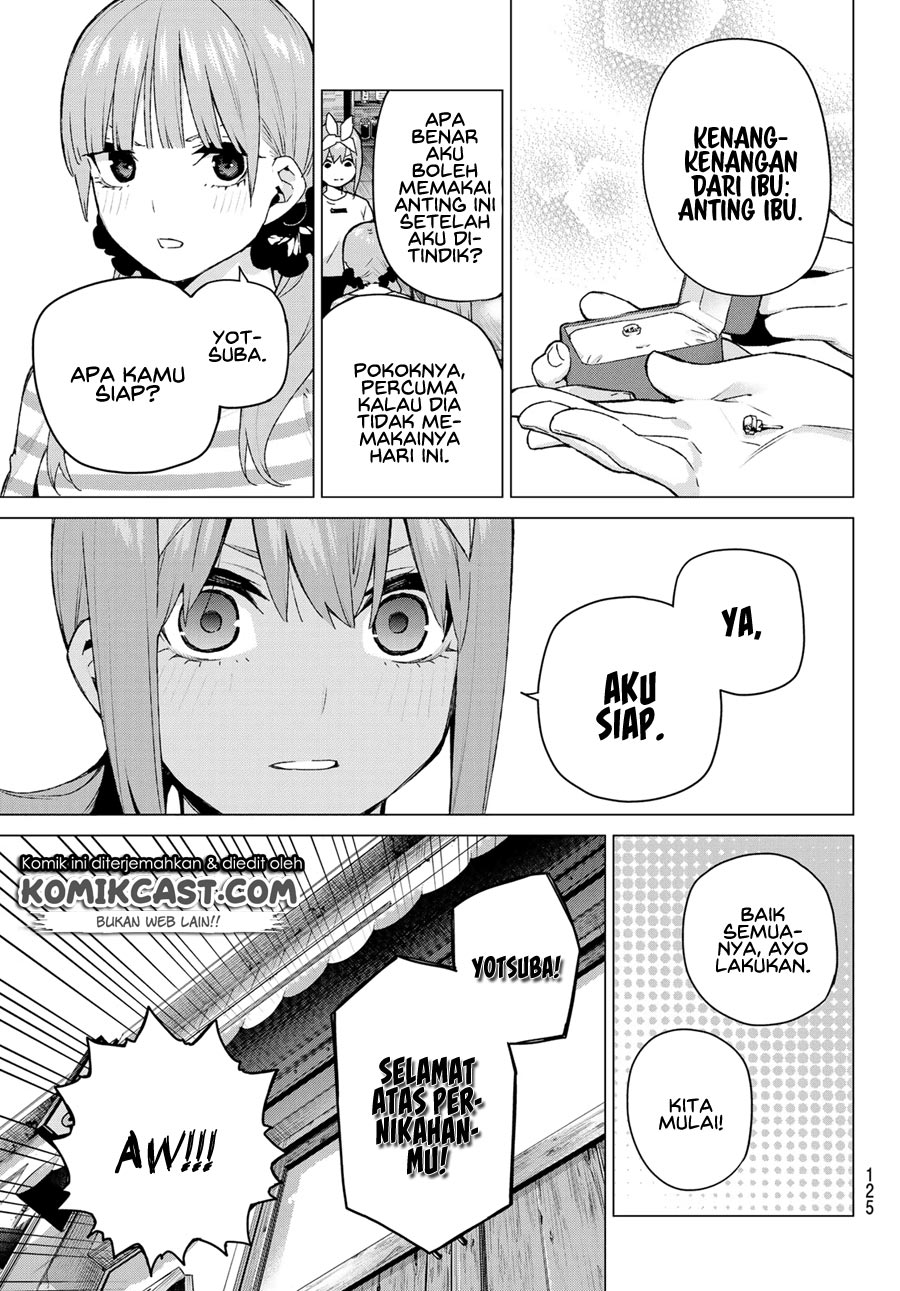 KENANG-
KENANGAN
DARI IBU:
ANTING IBU.
APA
BENAR
AKU
BOLEH
MEMAKAI
ANTING INI
SETELAH
AKU DI-
TINDIK?
POKOKNYA,
PERCUMA
KALAU DIA
TIDAK ME-
MAKAINYA
HARI INI.
YOT-
SUBA.
APA KAMU
SIAP?
YA,
AKU
SIAP.
BAIK
SEMUA-
NYA, AYO
LAKUKAN.
KITA
MULAI!
YOTSUBA!
SELAMAT
ATAS PER-
NIKAHAN-
MU!
AW!!!
Komik ini diterjemahkan & diedit oleh
KOMIKCAST.COM
BUKAN WEB LAIN!!
125